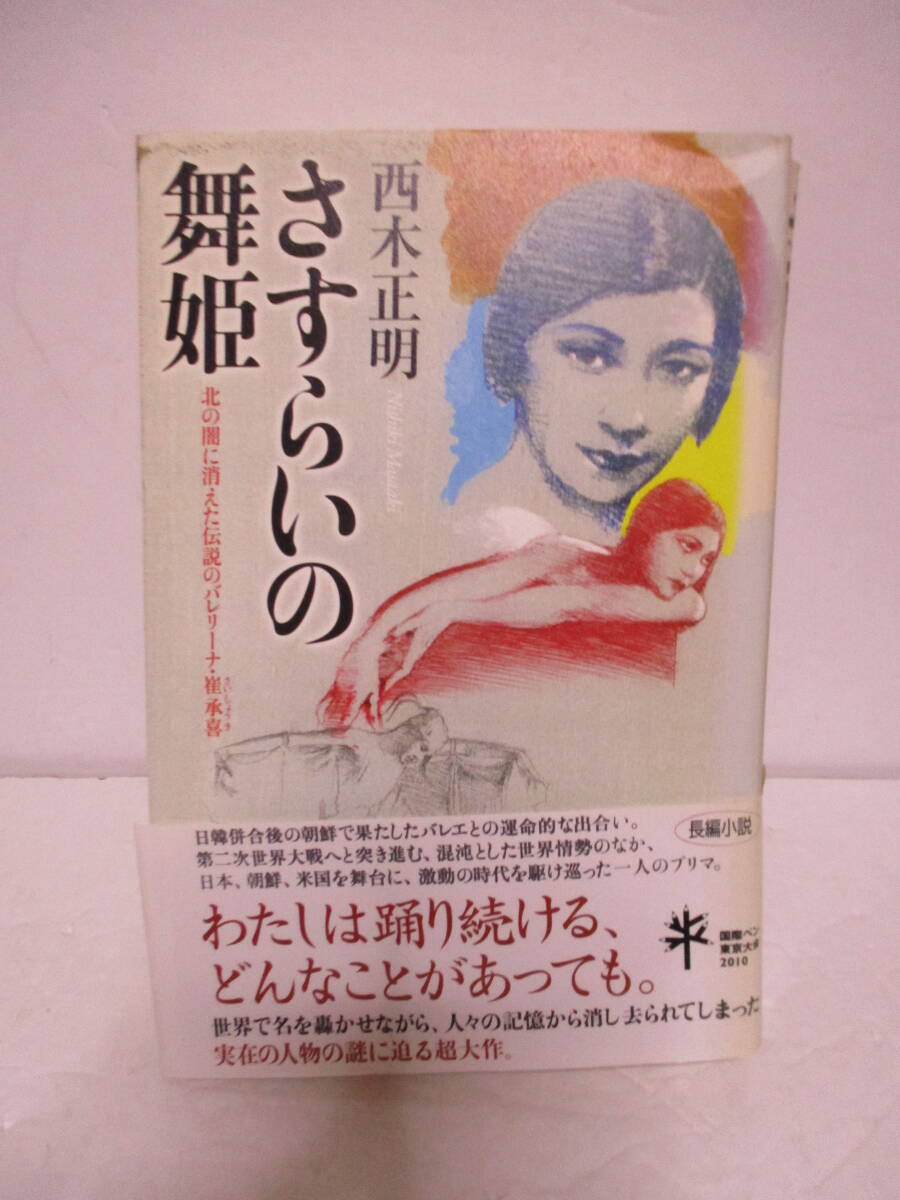 西木正明
Nishiki Masaaki
さすらいの
舞姫
北の闇に消えた伝説のバレリーナ・崔承喜
さいしょうき
日韓併合後の朝鮮で果たしたバレエとの運命的な出合い。
第二次世界大戦へと突き進む、混沌とした世界情勢のなか、
日本、朝鮮、米国を舞台に、激動の時代を駆け巡った一人のプリマ。
長編小説
わたしは踊り続ける、
どんなことがあっても。
国際ペン
東京大
2010
世界で名を轟かせながら、人々の記憶から消し去られてしまった
実在の人物の謎に迫る超大作。